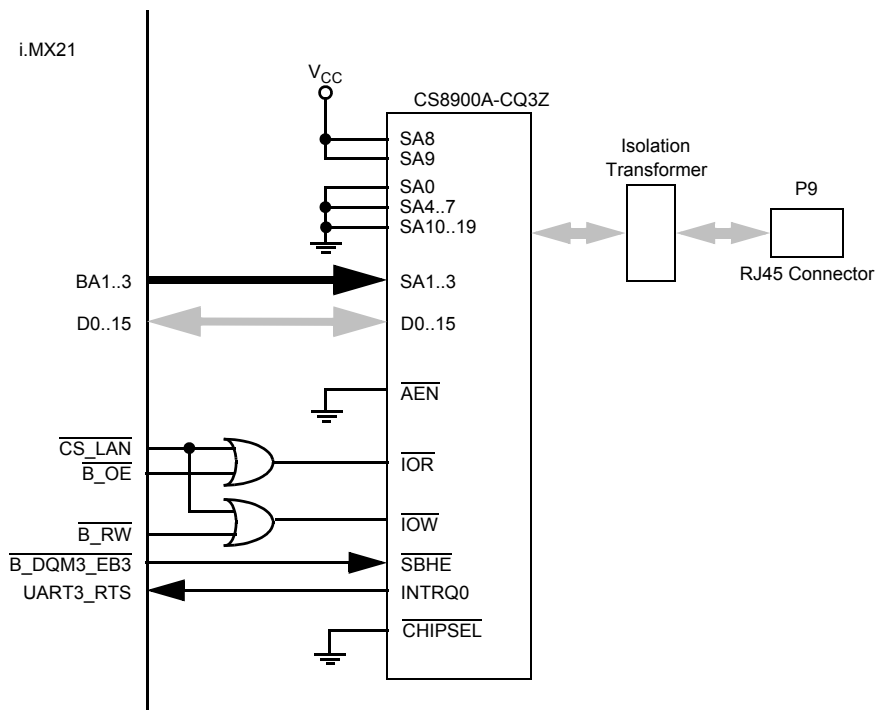 i.MX21
VCC
CS8900A-CQ3Z
SA8
SA9
SA0
SA4..7
SA10..19
Isolation
Transformer
P9
RJ45 Connector
BA1..3
SA1..3
D0..15
D0..15
AEN
CS_LAN
B_OE
IOR
B_RW
IOW
B_DQM3_EB3
SBHE
UART3_RTS
INTRQ0
CHIPSEL